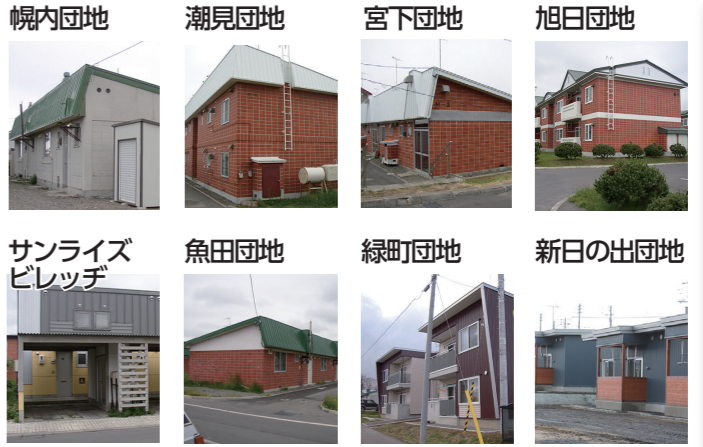 幌内団地
潮見団地
宮下団地
旭日団地
サンライズ
ビレッヂ
魚田団地
緑町団地
新日の出団地